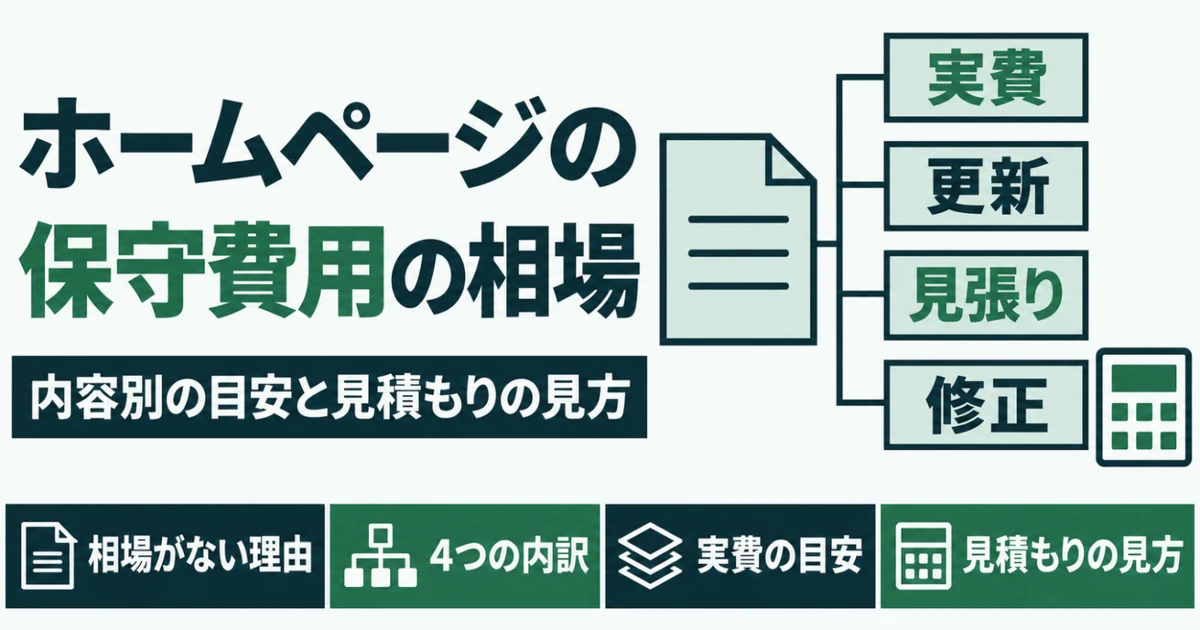 ホームページの
保守費用の相場
内容別の目安と見積もりの見方
実費
更新
見張り
修正
相場がない理由
4つの内訳
実費の目安
見積もりの見方